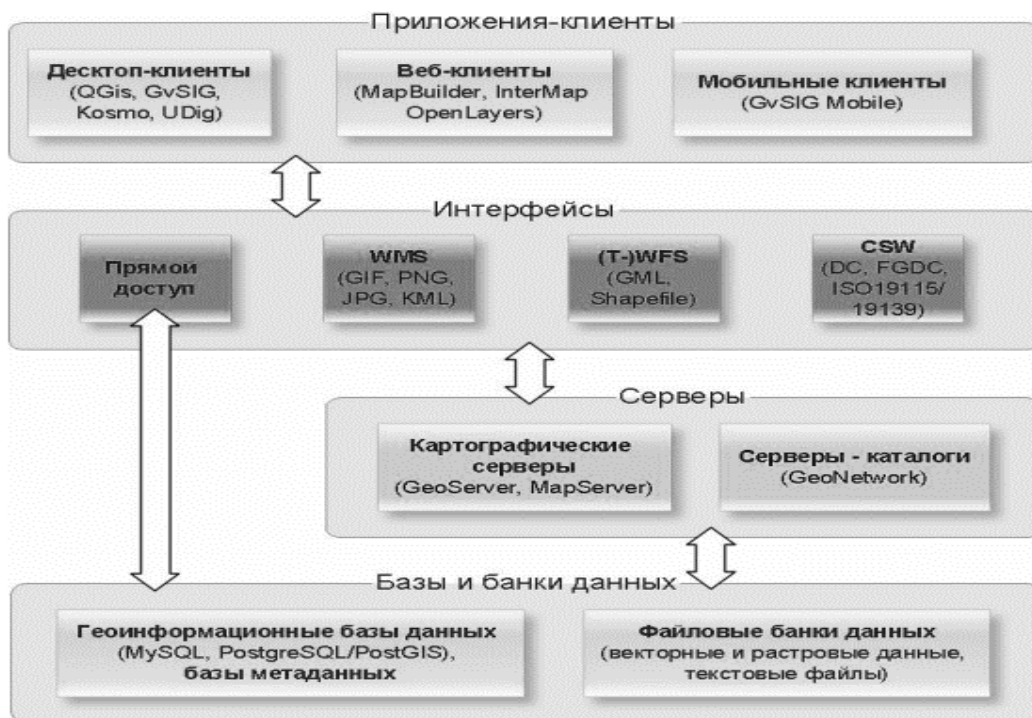 Приложения-клиенты
Десктоп-клиенты
(QGis, GvSIG,
Kosmo, UDig)
Веб-клиенты
(MapBuilder, InterMap
OpenLayers)
Мобильные клиенты
(GvSIG Mobile)
Интерфейсы
Прямой
доступ
WMS
(GIF, PNG,
JPG, KML)
(T-)WFS
(GML,
Shapefile)
CSW
(DC, FGDC,
ISO19115/
19139)
Серверы
Картографические
серверы
(GeoServer, MapServer)
Серверы - каталоги
(GeoNetwork)
Базы и банки данных
Геоинформационные базы данных
(MySQL, PostgreSQL/PostGIS),
базы метаданных
Файловые банки данных
(векторные и растровые данные,
текстовые файлы)